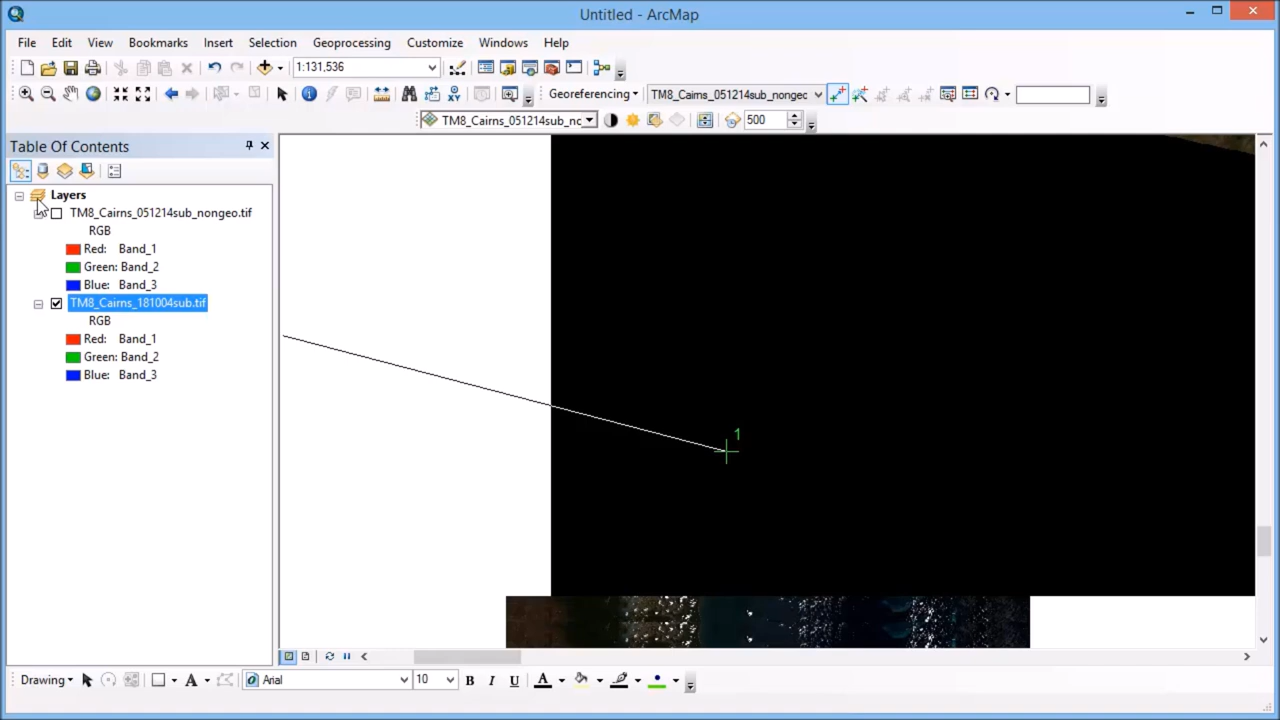 Untitled - ArcMap
File Edit View Bookmarks Insert Selection Geoprocessing Customize Windows Help
1:131,536
Georeferencing TM8_Cairns_051214sub_nongec
TM8_Cairns_051214sub_nc 500
Table Of Contents
Layers
TM8_Cairns_051214sub_nongeo.tif
RGB
Red: Band_1
Green: Band_2
Blue: Band_3
TM8_Cairns_181004sub.tif
RGB
Red: Band_1
Green: Band_2
Blue: Band_3
1
Drawing A Arial 10 B I U A